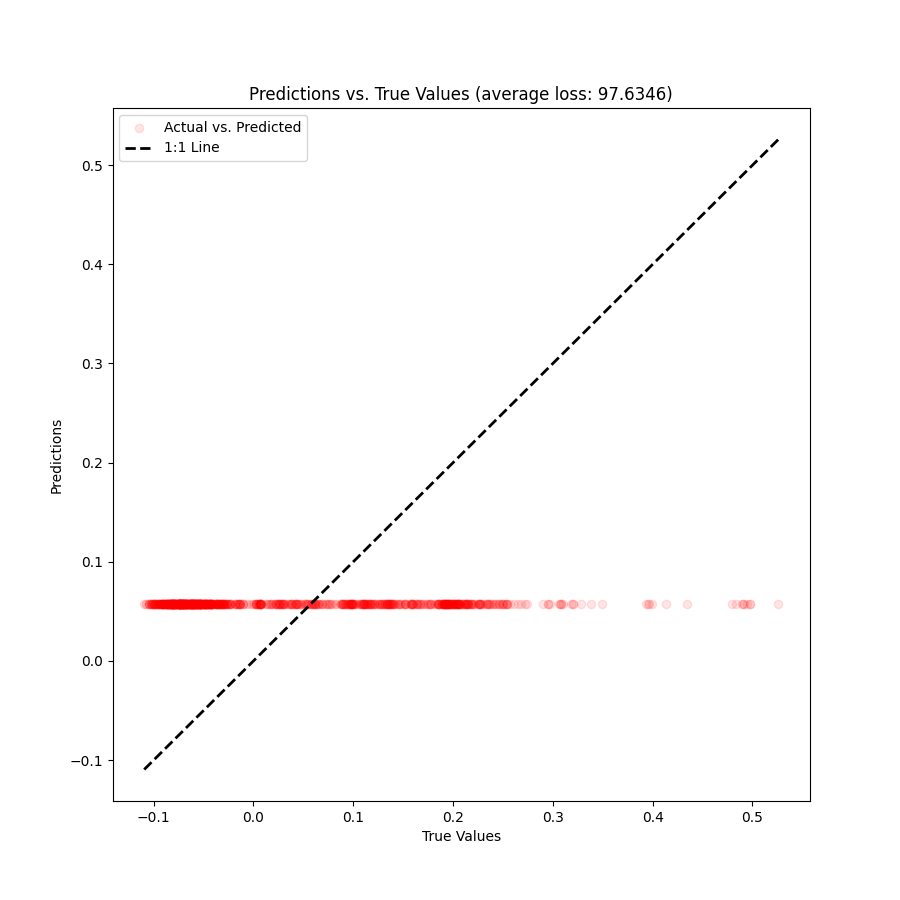 Predictions vs. True Values (average loss: 97.6346)
Actual vs. Predicted
1:1 Line
0.5
0.4
0.3
0.2
0.1
0.0
−0.1
Predictions
−0.1 0.0 0.1 0.2 0.3 0.4 0.5
True Values